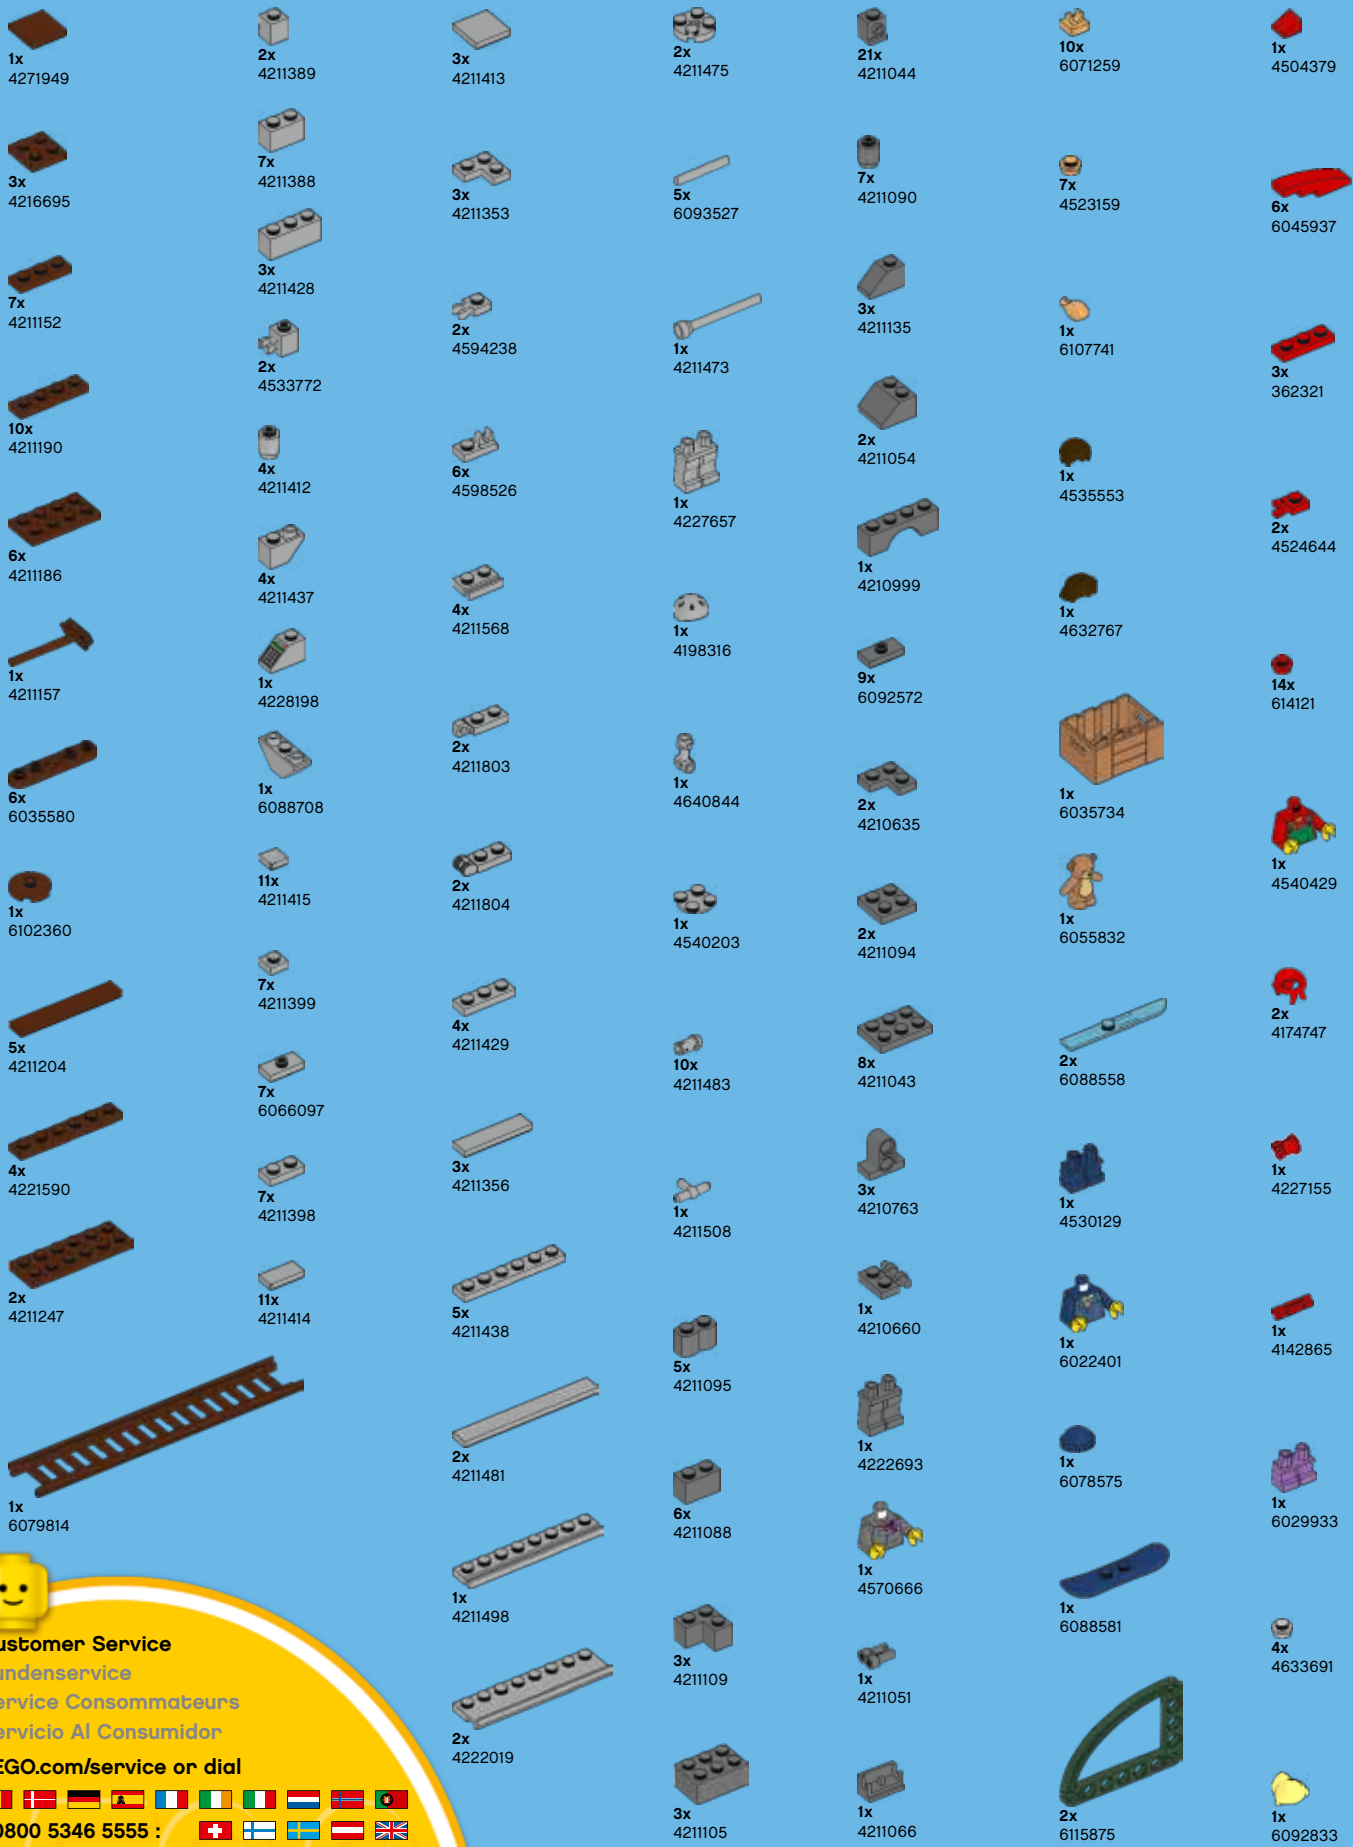 1x
4271949
3x
4216695
7x
4211152
10x
4211190
6x
4211186
1x
4211157
6x
6035580
1x
6102360
5x
4211204
4x
4221590
2x
4211247
1x
6079814
2x
4211389
7x
4211388
3x
4211428
2x
4533772
4x
4211412
4x
4211437
1x
4228198
1x
6088708
11x
4211415
7x
4211399
7x
6066097
7x
4211398
11x
4211414
3x
4211413
3x
4211353
2x
4594238
6x
4598526
4x
4211568
2x
4211803
2x
4211804
4x
4211429
3x
4211356
5x
4211438
2x
4211481
1x
4211498
2x
4222019
2x
4211475
5x
6093527
1x
4211473
1x
4227657
1x
4198316
1x
4640844
1x
4540203
10x
4211483
1x
4211508
5x
4211095
6x
4211088
3x
4211109
3x
4211105
21x
4211044
7x
4211090
3x
4211135
2x
4211054
1x
4210999
9x
6092572
2x
4210635
2x
4211094
8x
4211043
3x
4210763
1x
4210660
1x
4222693
1x
4570666
1x
4211051
1x
4211066
10x
6071259
7x
4523159
1x
6107741
1x
4535553
1x
4632767
1x
6035734
1x
6055832
2x
6088558
1x
4530129
1x
6022401
1x
6078575
1x
6088581
2x
6115875
1x
4504379
6x
6045937
3x
362321
2x
4524644
14x
614121
1x
4540429
2x
4174747
1x
4227155
1x
4142865
1x
6029933
4x
4633691
1x
6092833
ustomer Service
undenservice
ervice Consommateurs
ervicio Al Consumidor
EGO.com/service or dial
0800 5346 5555 :